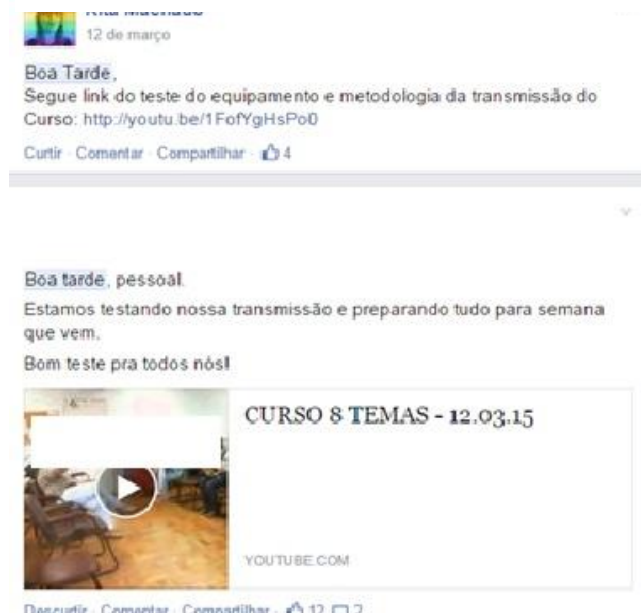 12 de março
Boa Tarde,
Segue link do teste do equipamento e metodologia da transmissão do
Curso: http://youtu.be/1FofYgHsPo0
Curtir · Comentar · Compartilhar · 4
Boa tarde, pessoal.
Estamos testando nossa transmissão e preparando tudo para semana
que vem.
Bom teste pra todos nós!!
CURSO 8 TEMAS - 12.03.15
YOUTUBE.COM
Descurtir · Comentar · Compartilhar · 12 2